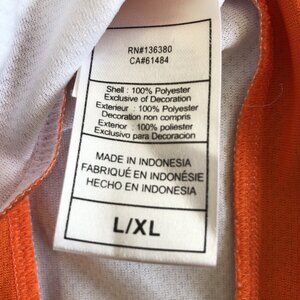 RN#136380
CA#61484
Shell : 100% Polyester
Exclusive of Decoration
Exterieur : 100% Polyester
Decoration non compris
Extenor : 100% poliester
Exclusivo para Decoracion
MADE IN INDONESIA
FABRIQUÉ EN INDONÉSIE
HECHO EN INDONESIA
L/XL